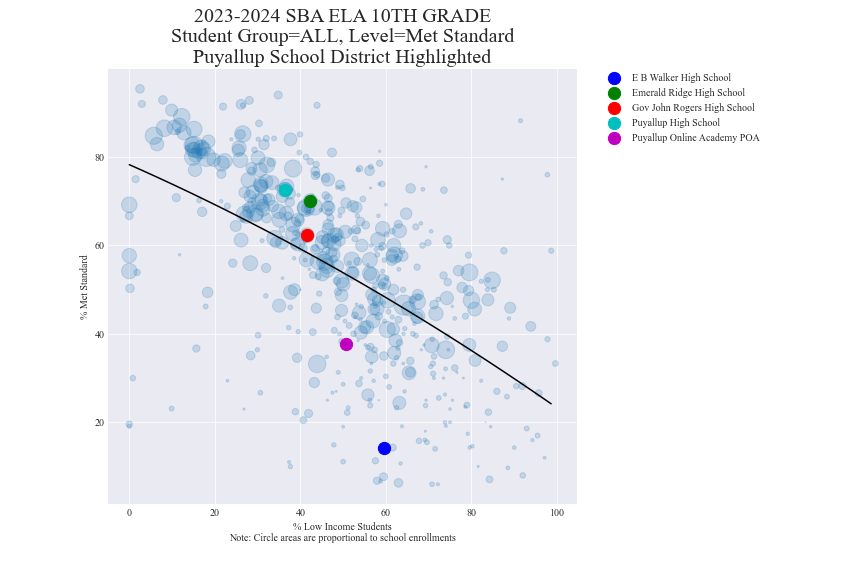 2023-2024 SBA ELA 10TH GRADE
Student Group=ALL, Level=Met Standard
Puyallup School District Highlighted
E B Walker High School
Emerald Ridge High School
Gov John Rogers High School
Puyallup High School
Puyallup Online Academy POA
% Met Standard
80
60
40
20
0 20 40 60 80 100
% Low Income Students
Note: Circle areas are proportional to school enrollments